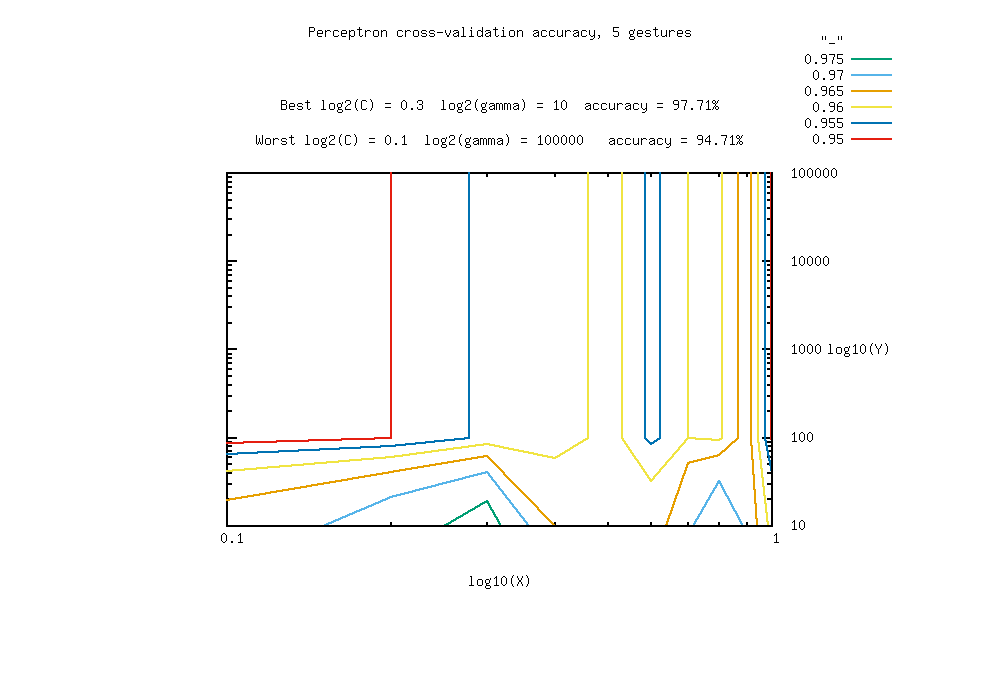 Perceptron cross-validation accuracy, 5 gestures
"_"
0.975
0.97
0.965
0.96
0.955
0.95
Best log2(C) = 0.3  log2(gamma) = 10  accuracy = 97.71%
Worst log2(C) = 0.1  log2(gamma) = 100000   accuracy = 94.71%
100000
10000
1000 log10(Y)
100
10
0.1 1
log10(X)